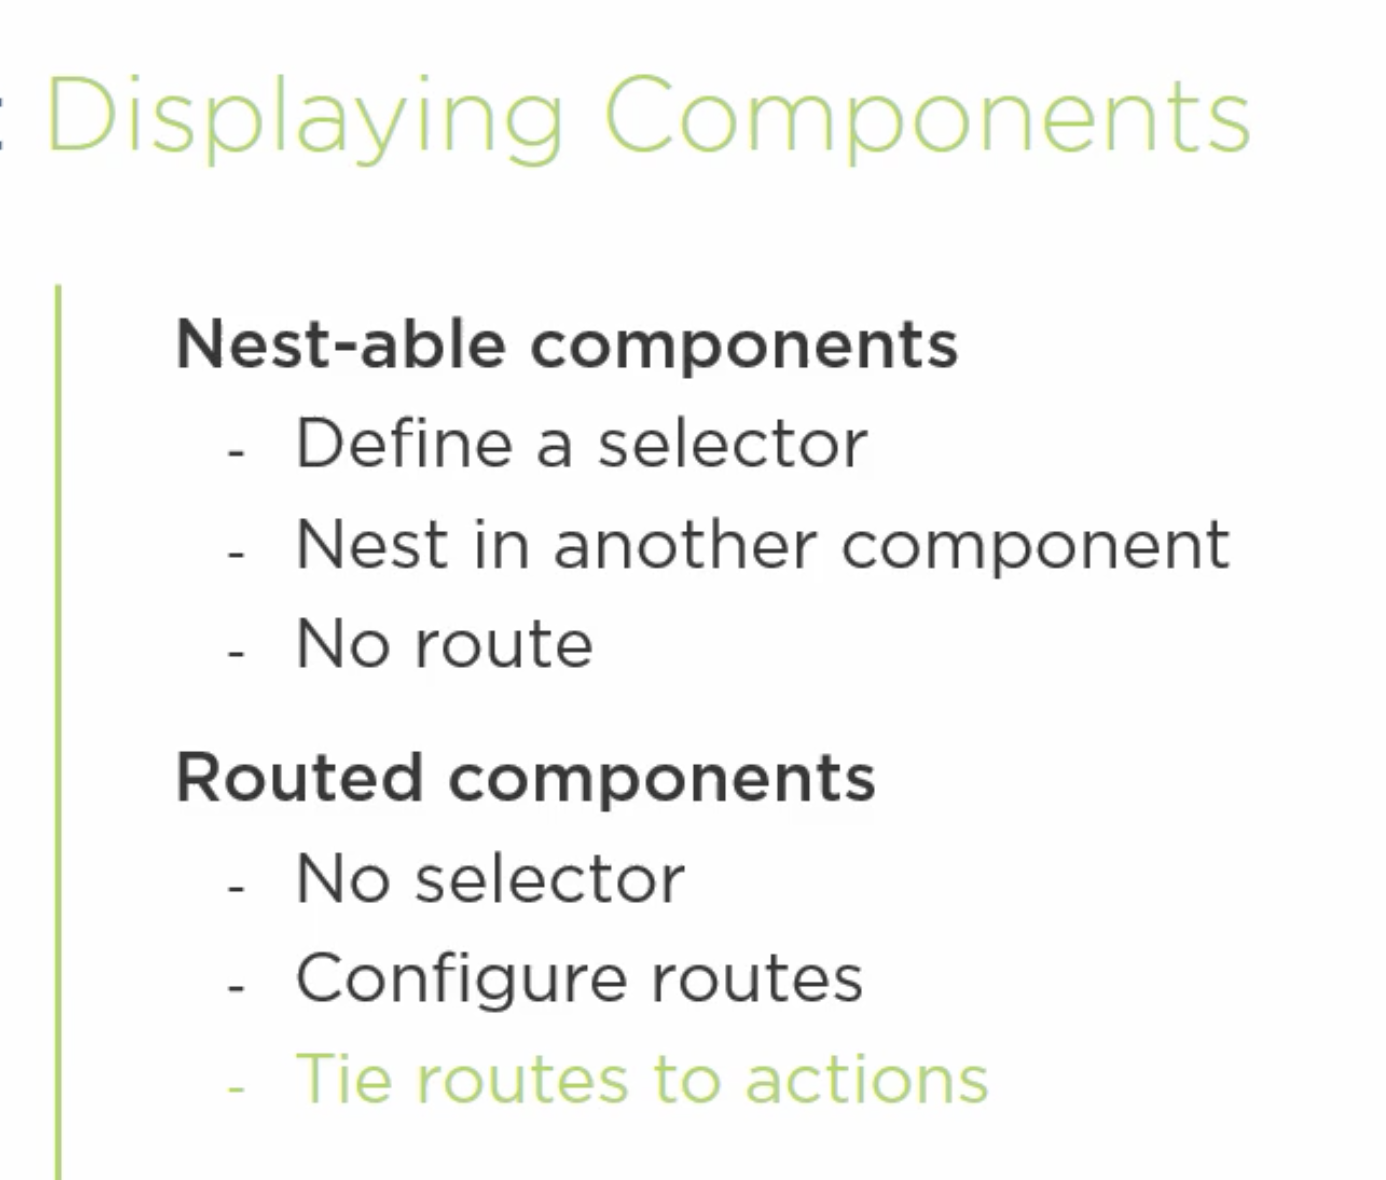 : Displaying Components
Nest-able components
- Define a selector
- Nest in another component
- No route
Routed components
- No selector
- Configure routes
- Tie routes to actions